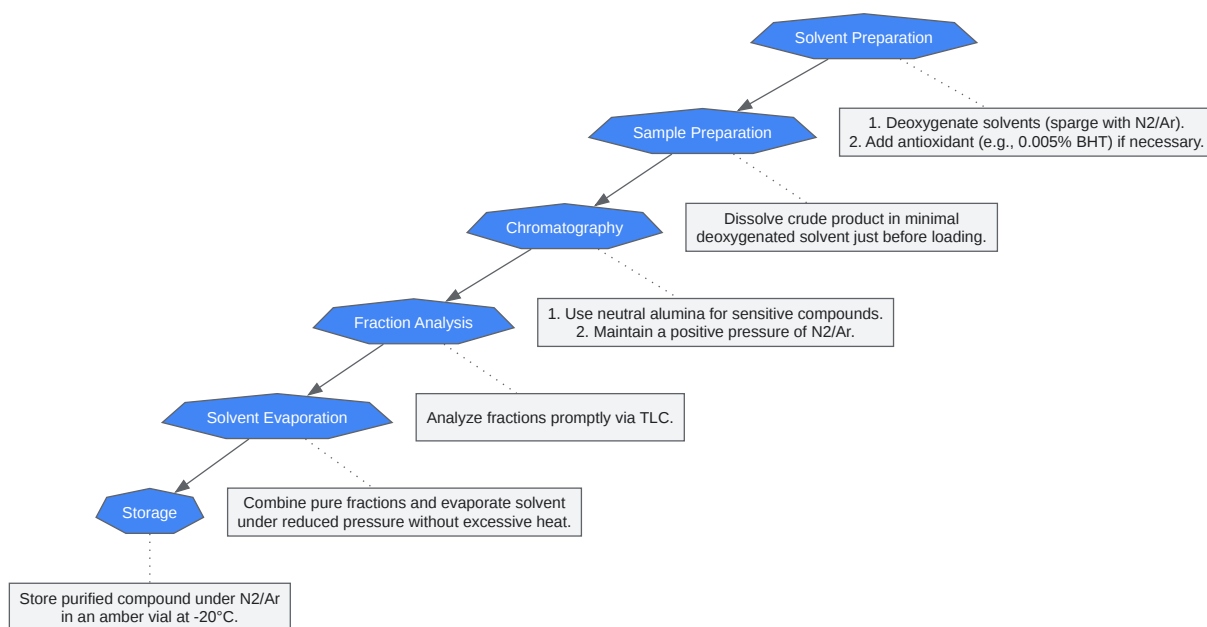 Solvent Preparation
1. Deoxygenate solvents (sparge with N2/Ar).
2. Add antioxidant (e.g., 0.005% BHT) if necessary.
Sample Preparation
Dissolve crude product in minimal
deoxygenated solvent just before loading.
Chromatography
1. Use neutral alumina for sensitive compounds.
2. Maintain a positive pressure of N2/Ar.
Fraction Analysis
Analyze fractions promptly via TLC.
Solvent Evaporation
Combine pure fractions and evaporate solvent
under reduced pressure without excessive heat.
Storage
Store purified compound under N2/Ar
in an amber vial at -20°C.